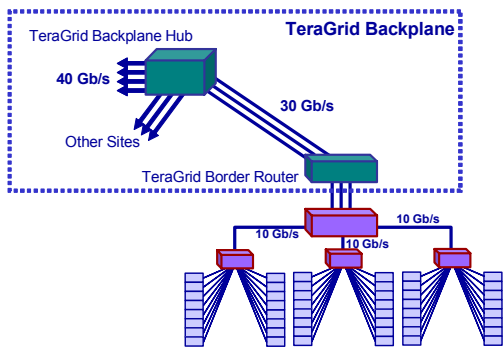 TeraGrid Backplane Hub
TeraGrid Backplane
40 Gb/s
30 Gb/s
Other Sites
TeraGrid Border Router
10 Gb/s
10 Gb/s
10 Gb/s